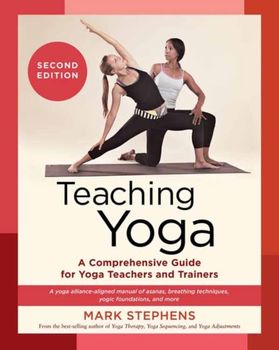 SECOND
EDITION
Teaching
Yoga
A Comprehensive Guide
for Yoga Teachers and Trainers
A yoga alliance-aligned manual of asanas, breathing techniques,
yogic foundations, and more
MARK STEPHENS
From the best-selling author of Yoga Therapy, Yoga Sequencing, and Yoga Adjustments